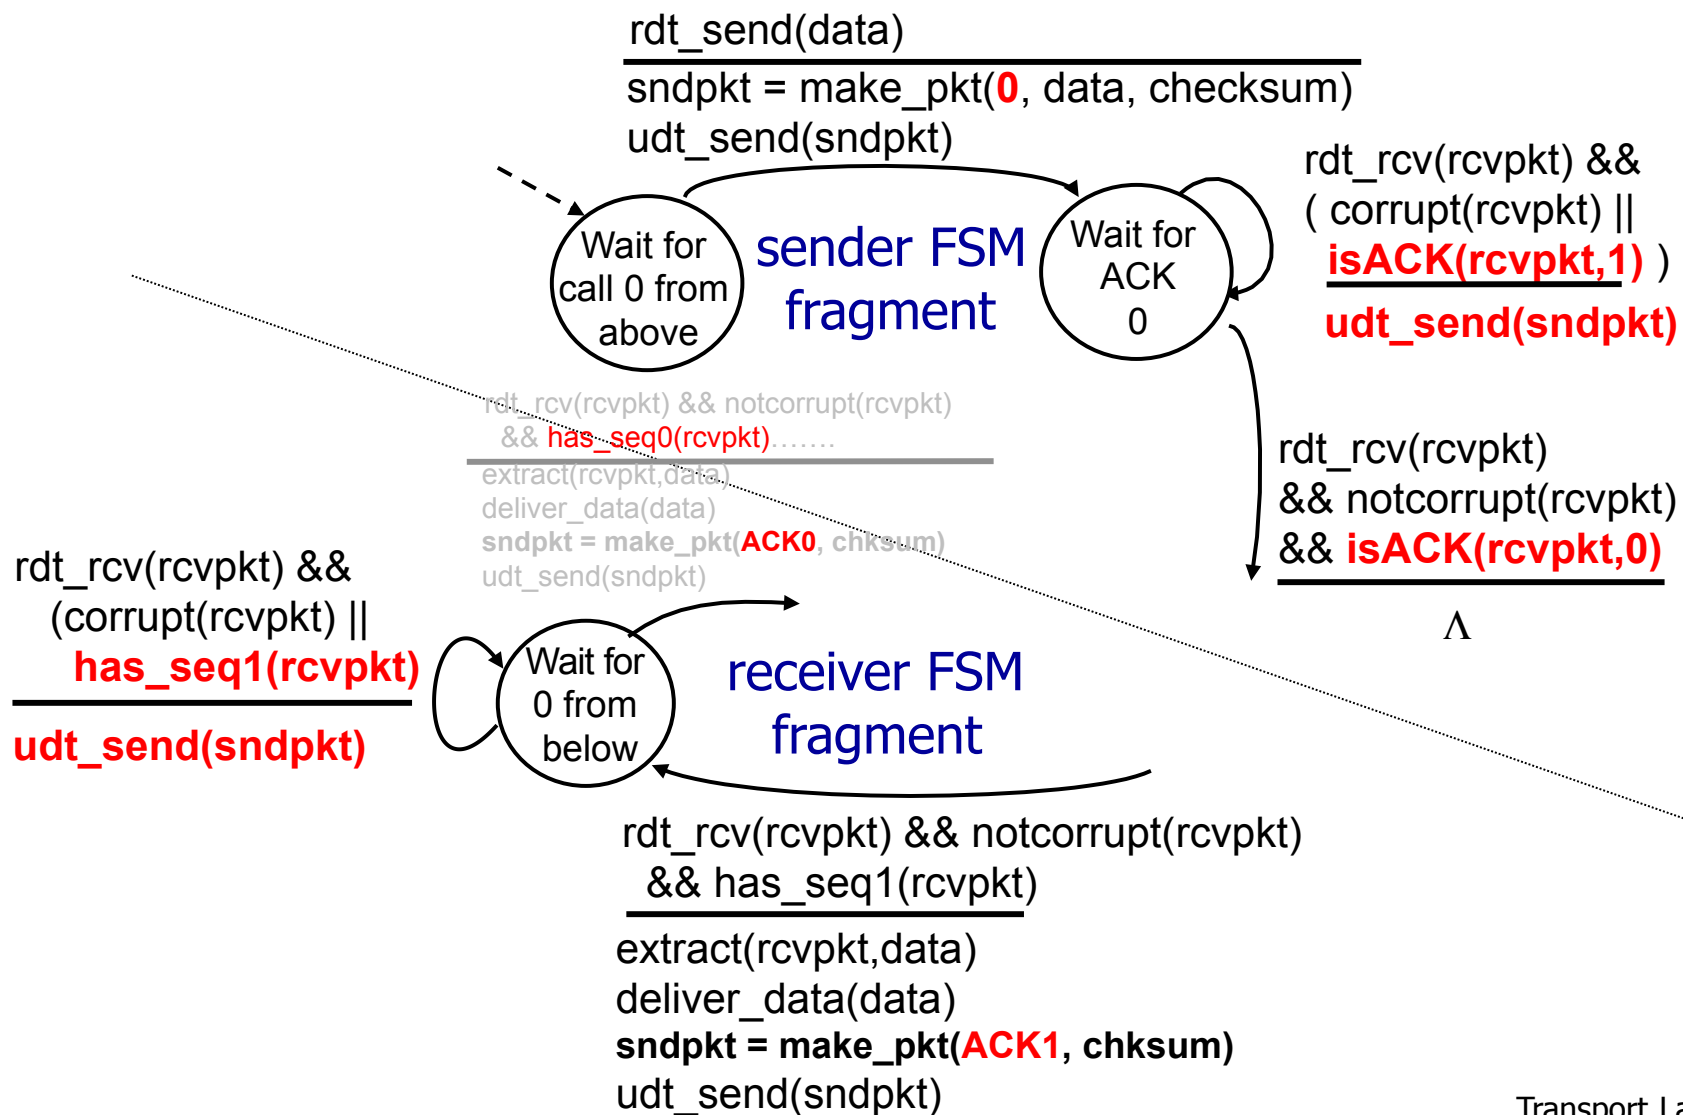 rdt_send(data)
sndpkt = make_pkt(0, data, checksum)
udt_send(sndpkt)
Wait for
call 0 from
above
sender FSM
fragment
Wait for
ACK
0
rdt_rcv(rcvpkt) &&
( corrupt(rcvpkt) ||
isACK(rcvpkt,1) )
udt_send(sndpkt)
rdt_rcv(rcvpkt)
&& notcorrupt(rcvpkt)
&& isACK(rcvpkt,0)
Λ
rdt_rcv(rcvpkt) && notcorrupt(rcvpkt)
&& has_seq0(rcvpkt).......
extract(rcvpkt,data)
deliver_data(data)
sndpkt = make_pkt(ACK0, chksum)
udt_send(sndpkt)
rdt_rcv(rcvpkt) &&
(corrupt(rcvpkt) ||
has_seq1(rcvpkt)
udt_send(sndpkt)
Wait for
0 from
below
receiver FSM
fragment
rdt_rcv(rcvpkt) && notcorrupt(rcvpkt)
&& has_seq1(rcvpkt)
extract(rcvpkt,data)
deliver_data(data)
sndpkt = make_pkt(ACK1, chksum)
udt_send(sndpkt)
Transport La